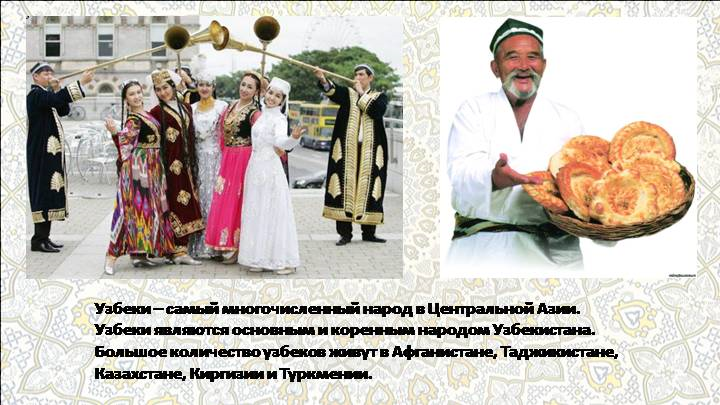 Узбеки – самый многочисленный народ в Центральной Азии.
Узбеки являются основным и коренным народом Узбекистана.
Большое количество узбеков живут в Афганистане, Таджикистане,
Казахстане, Киргизии и Туркмении.